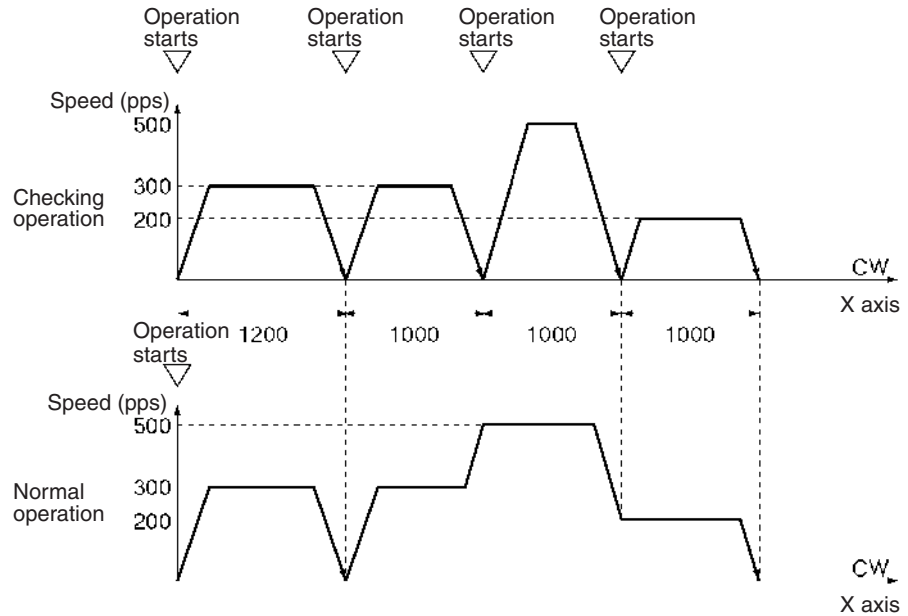 Operation
starts
Operation
starts
Operation
starts
Operation
starts
Speed (pps)
500
300
200
Checking
operation
CW
X axis
1200
1000
1000
1000
Operation
starts
Speed (pps)
500
300
200
Normal
operation
CW
X axis